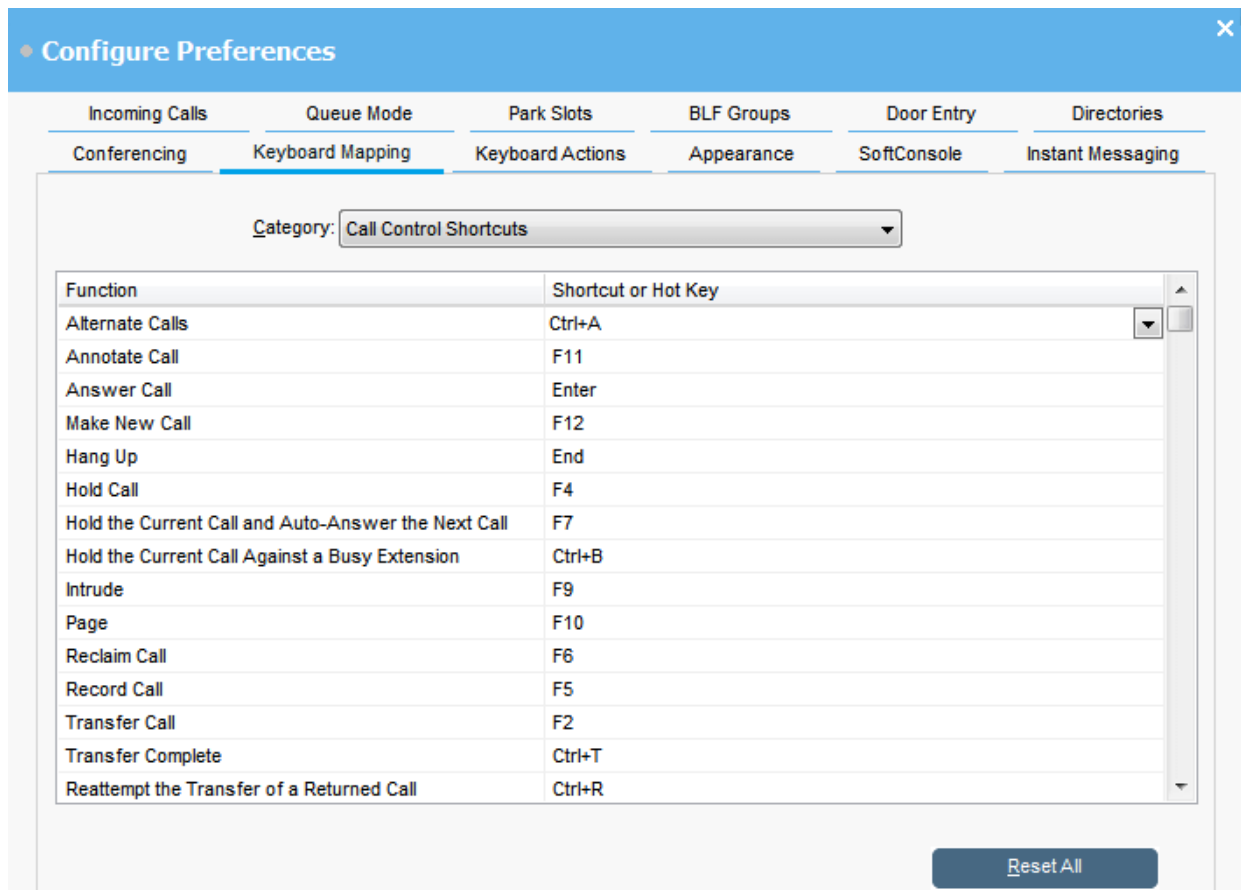 Configure Preferences
Incoming Calls Queue Mode Park Slots BLF Groups Door Entry Directories
Conferencing Keyboard Mapping Keyboard Actions Appearance SoftConsole Instant Messaging
Category: Call Control Shortcuts
Function Shortcut or Hot Key
Alternate Calls Ctrl+A
Annotate Call F11
Answer Call Enter
Make New Call F12
Hang Up End
Hold Call F4
Hold the Current Call and Auto-Answer the Next Call F7
Hold the Current Call Against a Busy Extension Ctrl+B
Intrude F9
Page F10
Reclaim Call F6
Record Call F5
Transfer Call F2
Transfer Complete Ctrl+T
Reattempt the Transfer of a Returned Call Ctrl+R
Reset All